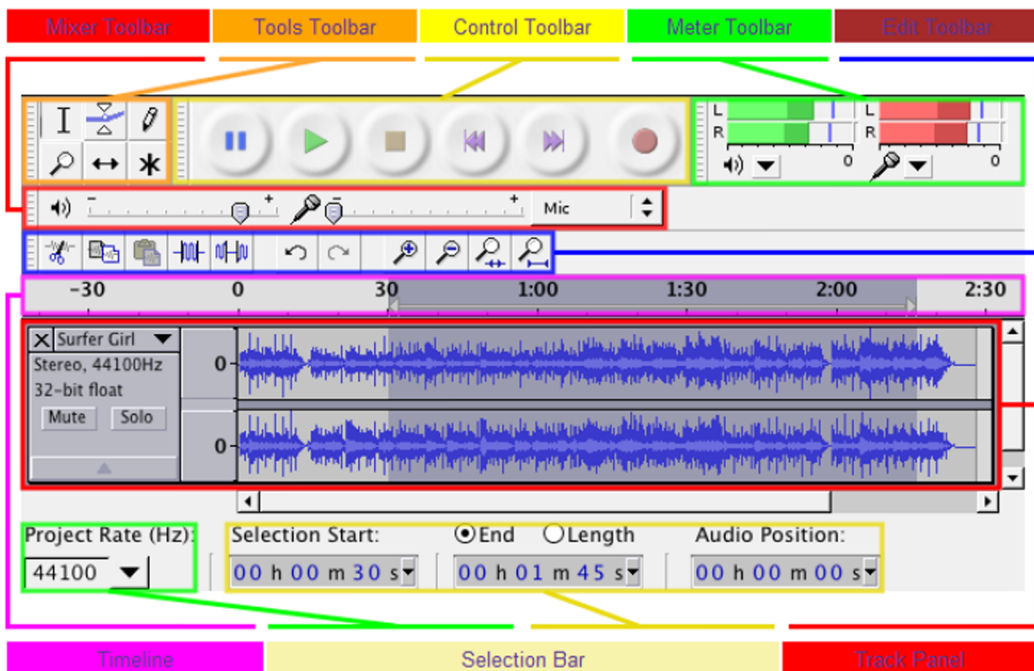 Mixer Toolbar Tools Toolbar Control Toolbar Meter Toolbar Edit Toolbar
L L
R R
0 0
- + - + Mic
-30 0 30 1:00 1:30 2:00 2:30
X Surfer Girl
Stereo, 44100Hz
32-bit float
Mute Solo
0
0
Project Rate (Hz): Selection Start: End Length Audio Position:
44100 00 h 00 m 30 s 00 h 01 m 45 s 00 h 00 m 00 s
Timeline Selection Bar Track Panel